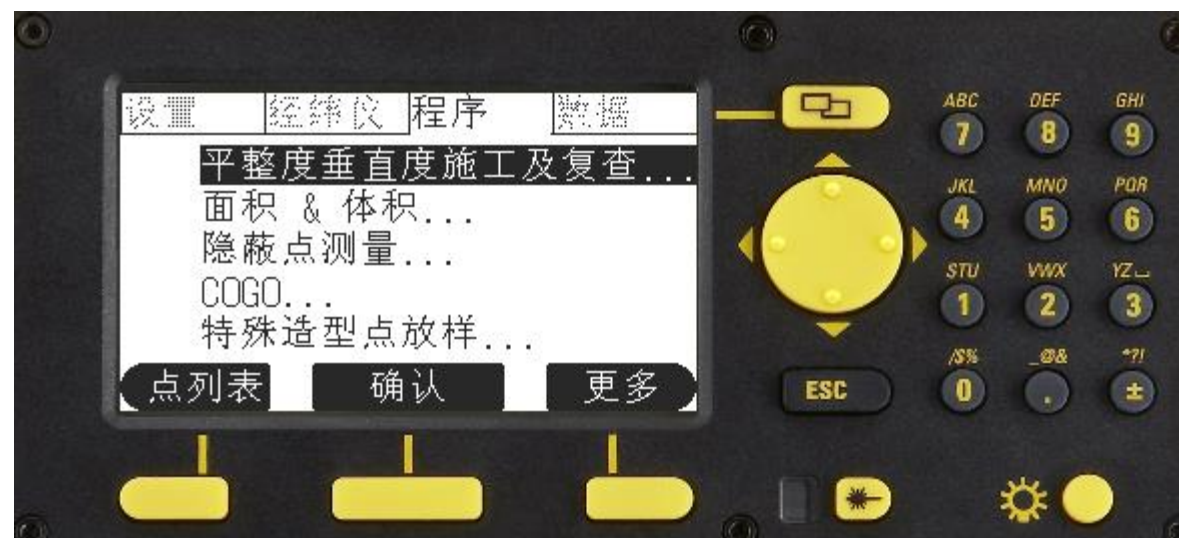 设置 经纬仪 程序 数据
平整度垂直度施工及复查...
面积 & 体积...
隐蔽点测量...
COGO...
特殊造型点放样...
点列表 确认 更多
ABC DEF GHI
7 8 9
JKL MNO PQR
4 5 6
STU VWX YZ␣
1 2 3
/$% _@& *?!
0 . ±
ESC